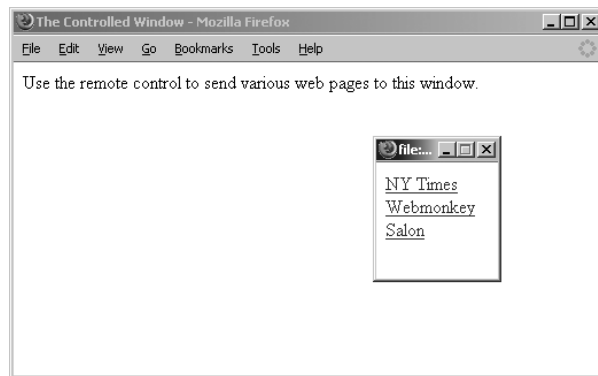 The Controlled Window - Mozilla Firefox
File Edit View Go Bookmarks Tools Help
Use the remote control to send various web pages to this window.
file:...
NY Times
Webmonkey
Salon